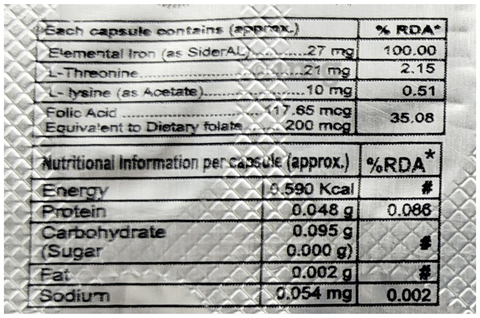 Each capsule contains (approx.) % RDA*
Elemental Iron (as SiderAL)..........27 mg 100.00
L-Threonine..............................21 mg 2.15
L- lysine (as Acetate)...................10 mg 0.51
Folic Acid ..........................117.65 mcg 35.08
Equivalent to Dietary folate......200 mcg
Nutritional Information per capsule (approx.) %RDA*
Energy 0.590 Kcal #
Protein 0.048 g 0.086
Carbohydrate 0.095 g #
(Sugar 0.000 g)
Fat 0.002 g #
Sodium 0.054 mg 0.002